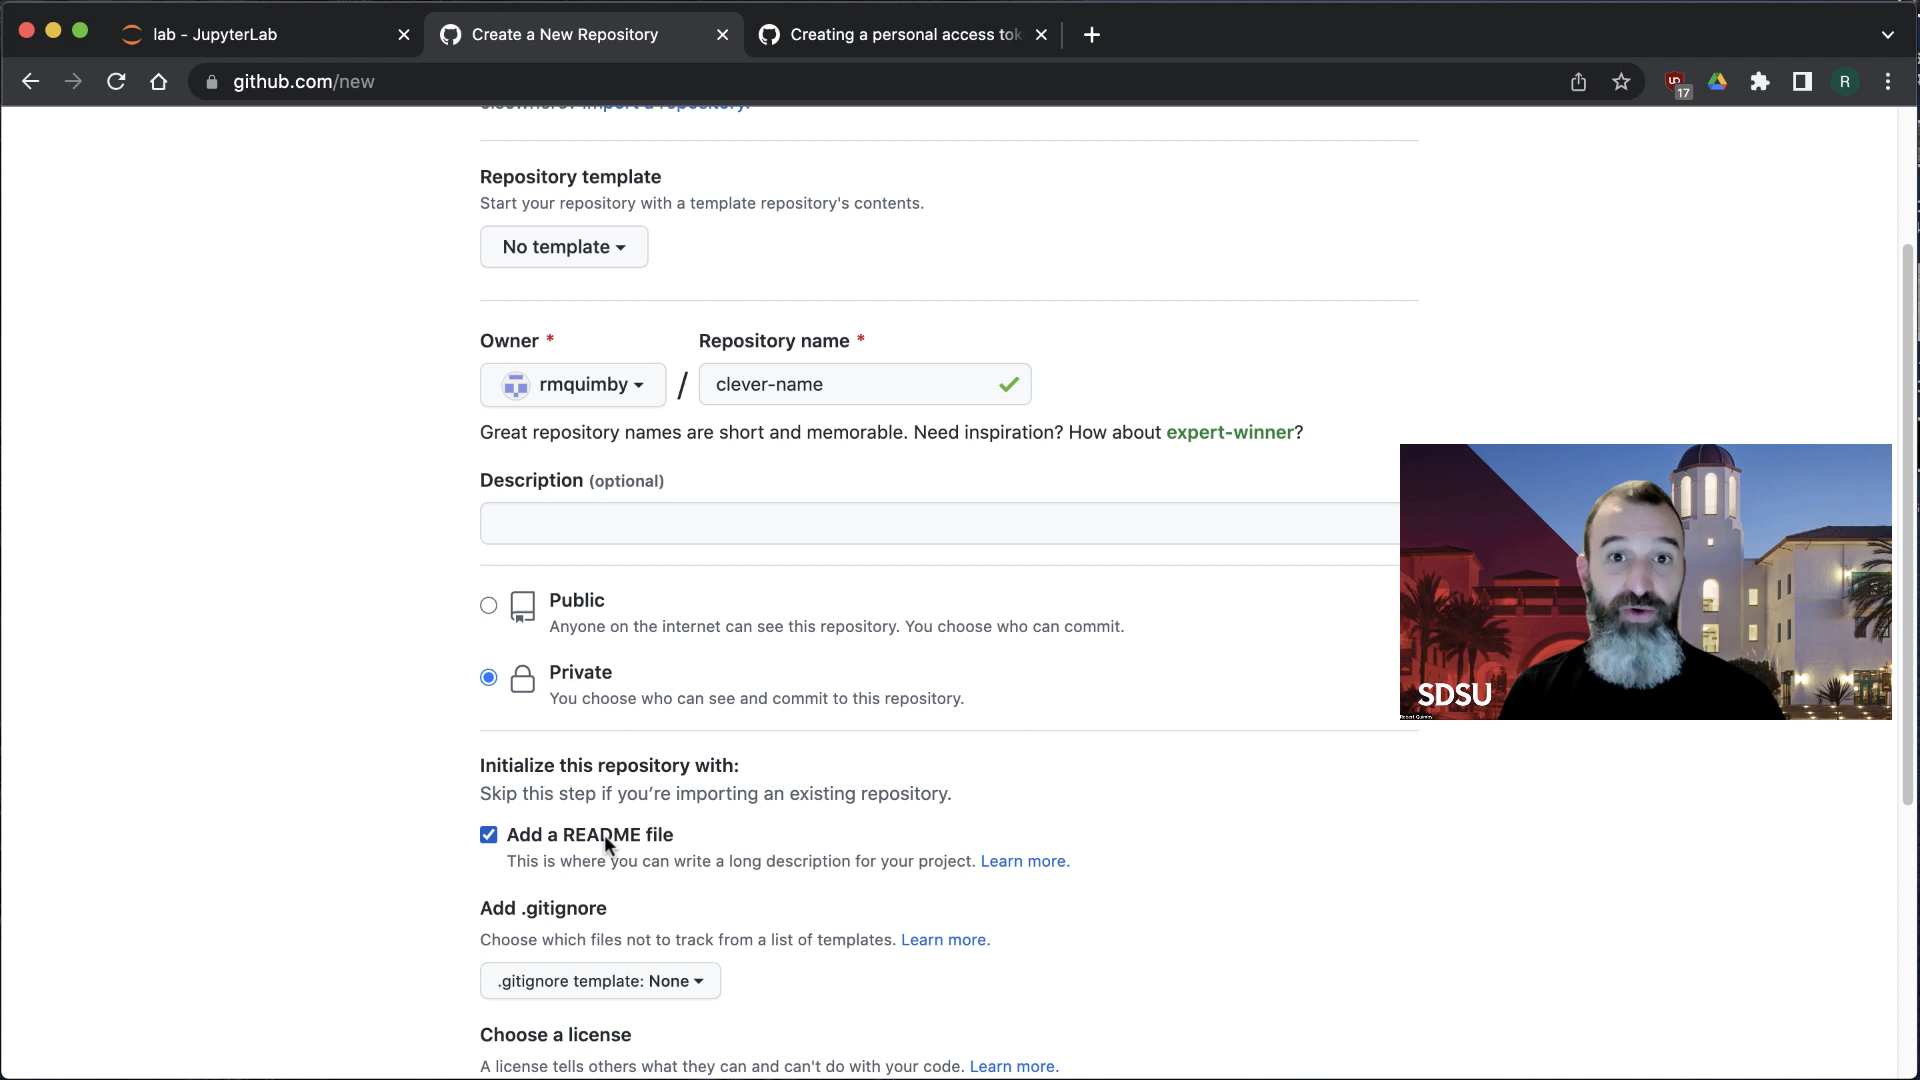 lab - JupyterLab
Create a New Repository
Creating a personal access tok
github.com/new
17
R
elsewhere? Import a repository.
Repository template
Start your repository with a template repository's contents.
No template
Owner *
Repository name *
rmquimby
/
clever-name
Great repository names are short and memorable. Need inspiration? How about expert-winner?
Description (optional)
Public
Anyone on the internet can see this repository. You choose who can commit.
Private
You choose who can see and commit to this repository.
SDSU
Robert Quimby
Initialize this repository with:
Skip this step if you’re importing an existing repository.
Add a README file
This is where you can write a long description for your project. Learn more.
Add .gitignore
Choose which files not to track from a list of templates. Learn more.
.gitignore template: None
Choose a license
A license tells others what they can and can't do with your code. Learn more.